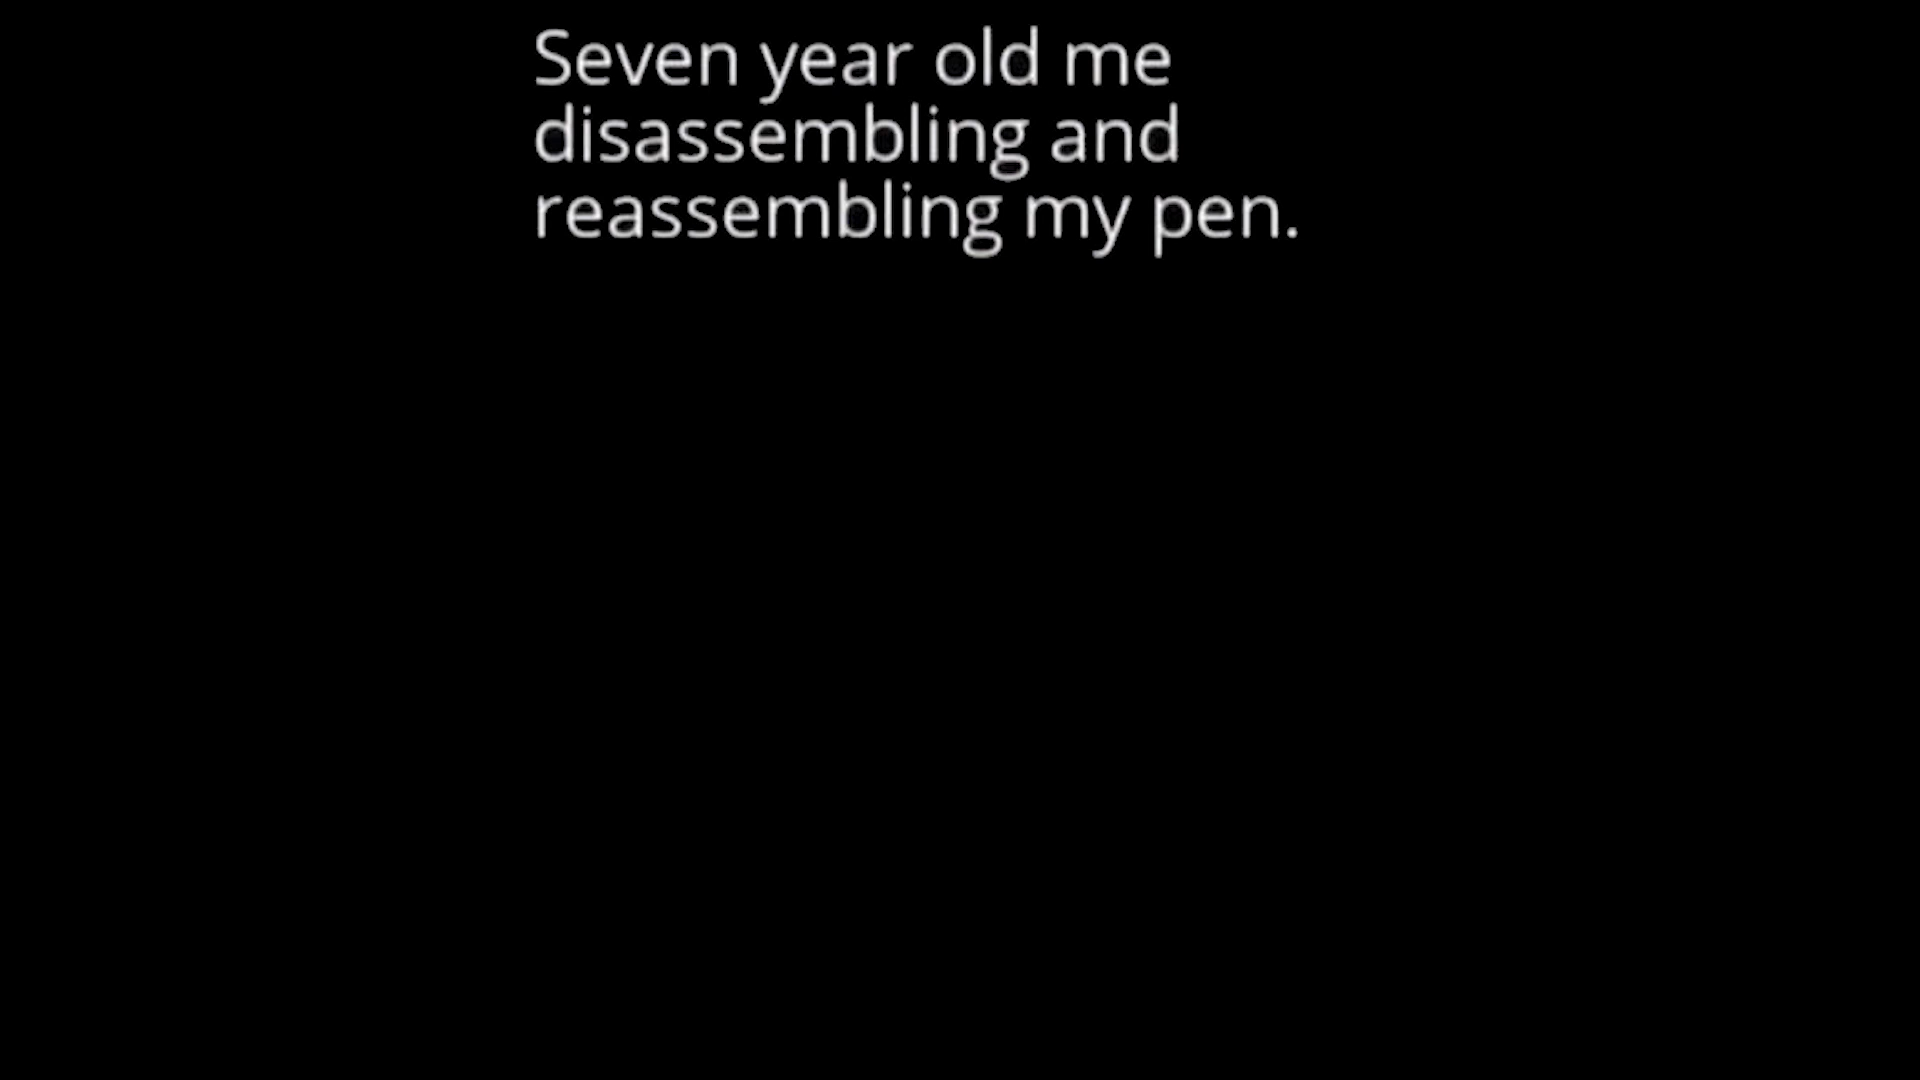 Seven year old me
disassembling and
reassembling my pen.